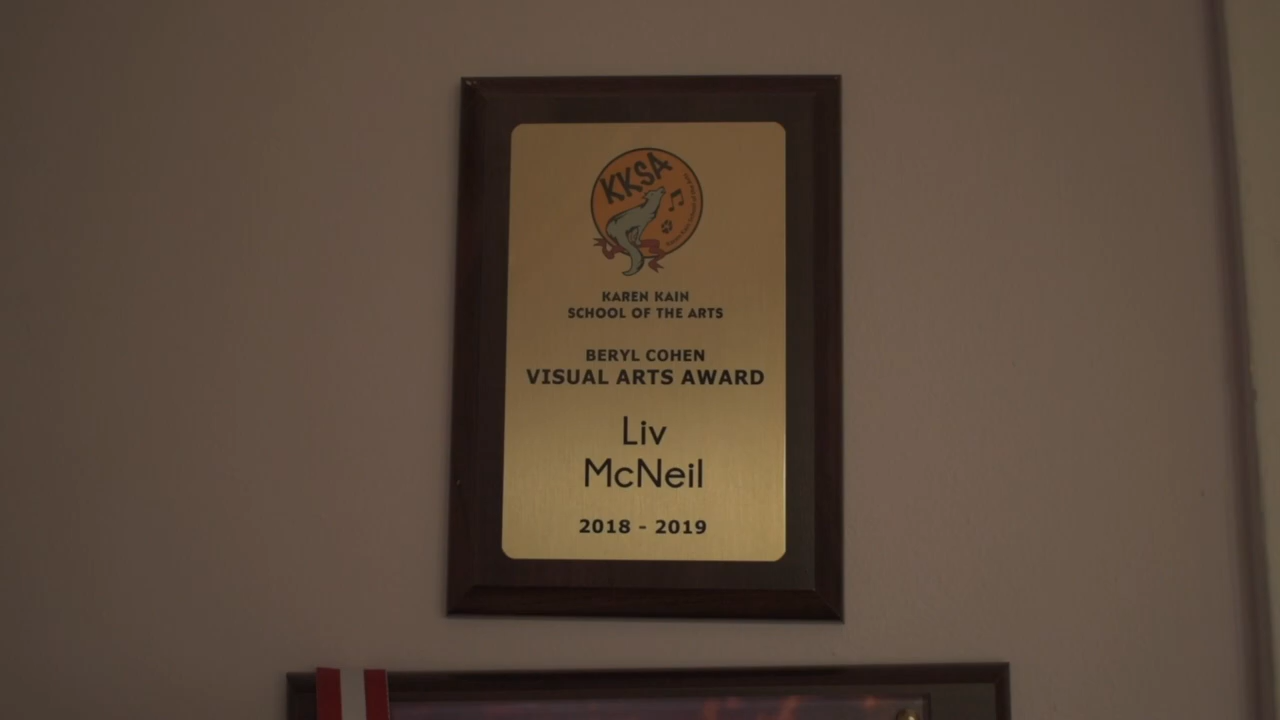 KKSA
KAREN KAIN
SCHOOL OF THE ARTS
BERYL COHEN
VISUAL ARTS AWARD
Liv
McNeil
2018 - 2019